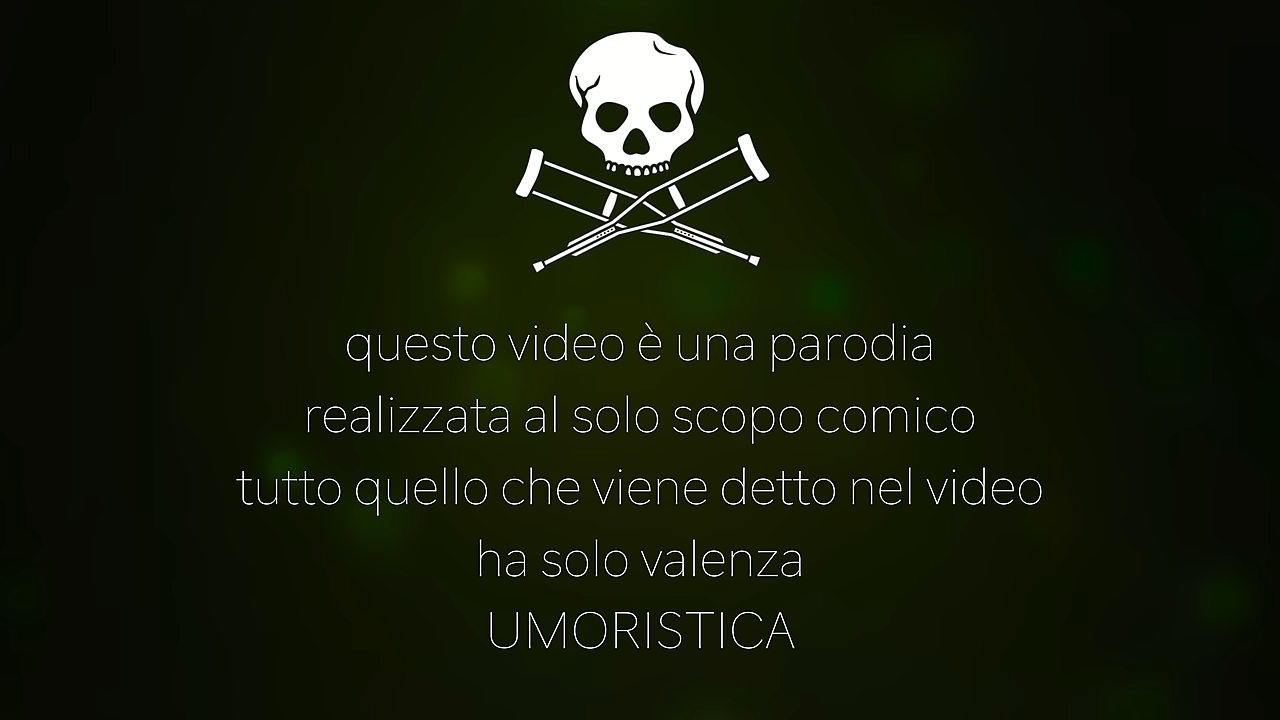 questo video è una parodia
realizzata al solo scopo comico
tutto quello che viene detto nel video
ha solo valenza
UMORISTICA